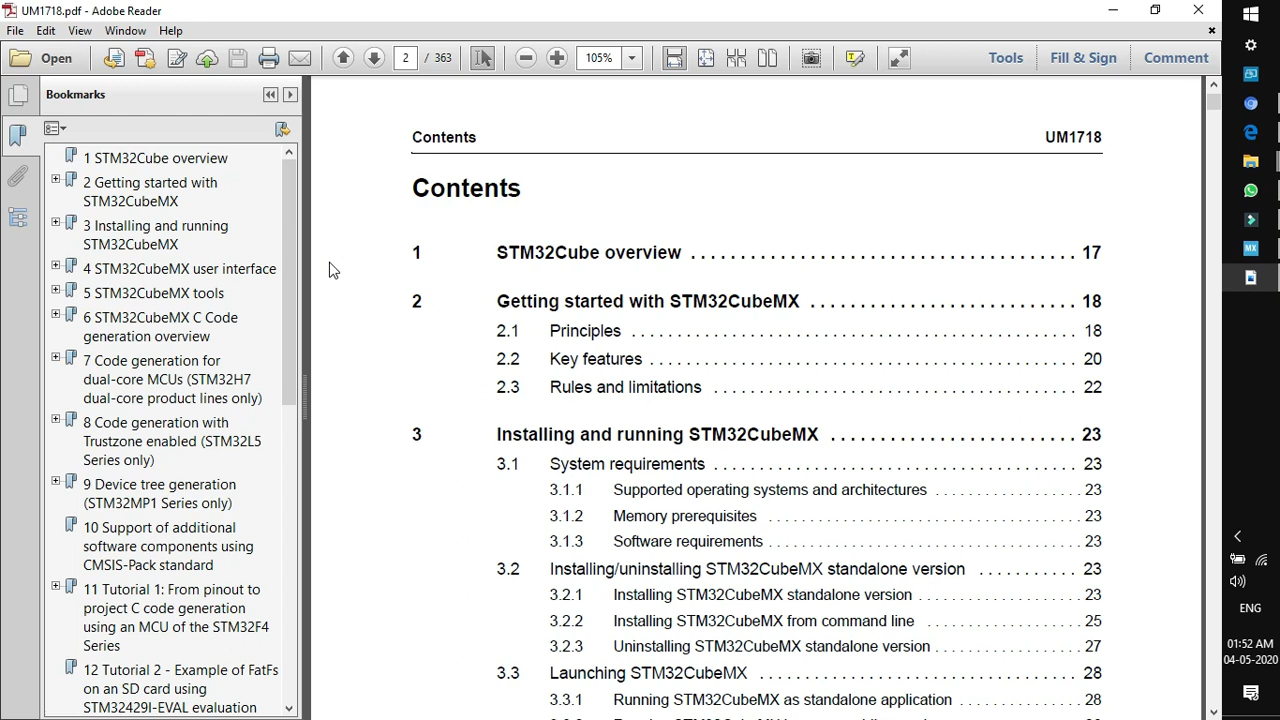 UM1718.pdf - Adobe Reader
File Edit View Window Help
Open 2 / 363 105% Tools Fill & Sign Comment
Bookmarks
1 STM32Cube overview
2 Getting started with
STM32CubeMX
3 Installing and running
STM32CubeMX
4 STM32CubeMX user interface
5 STM32CubeMX tools
6 STM32CubeMX C Code
generation overview
7 Code generation for
dual-core MCUs (STM32H7
dual-core product lines only)
8 Code generation with
Trustzone enabled (STM32L5
Series only)
9 Device tree generation
(STM32MP1 Series only)
10 Support of additional
software components using
CMSIS-Pack standard
11 Tutorial 1: From pinout to
project C code generation
using an MCU of the STM32F4
Series
12 Tutorial 2 - Example of FatFs
on an SD card using
STM32429I-EVAL evaluation
Contents UM1718
Contents
1 STM32Cube overview . . . . . . . . . . . . . . . . . . . . 17
2 Getting started with STM32CubeMX . . . . . . . . . . . . . . . . . . . . 18
2.1 Principles . . . . . . . . . . . . . . . . . . . . 18
2.2 Key features . . . . . . . . . . . . . . . . . . . . 20
2.3 Rules and limitations . . . . . . . . . . . . . . . . . . . . 22
3 Installing and running STM32CubeMX . . . . . . . . . . . . . . . . . . . . 23
3.1 System requirements . . . . . . . . . . . . . . . . . . . . 23
3.1.1 Supported operating systems and architectures . . . . . . . . . . . . . . . . 23
3.1.2 Memory prerequisites . . . . . . . . . . . . . . . . . . . . 23
3.1.3 Software requirements . . . . . . . . . . . . . . . . . . . . 23
3.2 Installing/uninstalling STM32CubeMX standalone version . . . . . . . . . . 23
3.2.1 Installing STM32CubeMX standalone version . . . . . . . . . . . . . . . . 23
3.2.2 Installing STM32CubeMX from command line . . . . . . . . . . . . . . . . 25
3.2.3 Uninstalling STM32CubeMX standalone version . . . . . . . . . . . . . . . 27
3.3 Launching STM32CubeMX . . . . . . . . . . . . . . . . . . . . 28
3.3.1 Running STM32CubeMX as standalone application . . . . . . . . . . . . . 28
MX
ENG
01:52 AM
04-05-2020